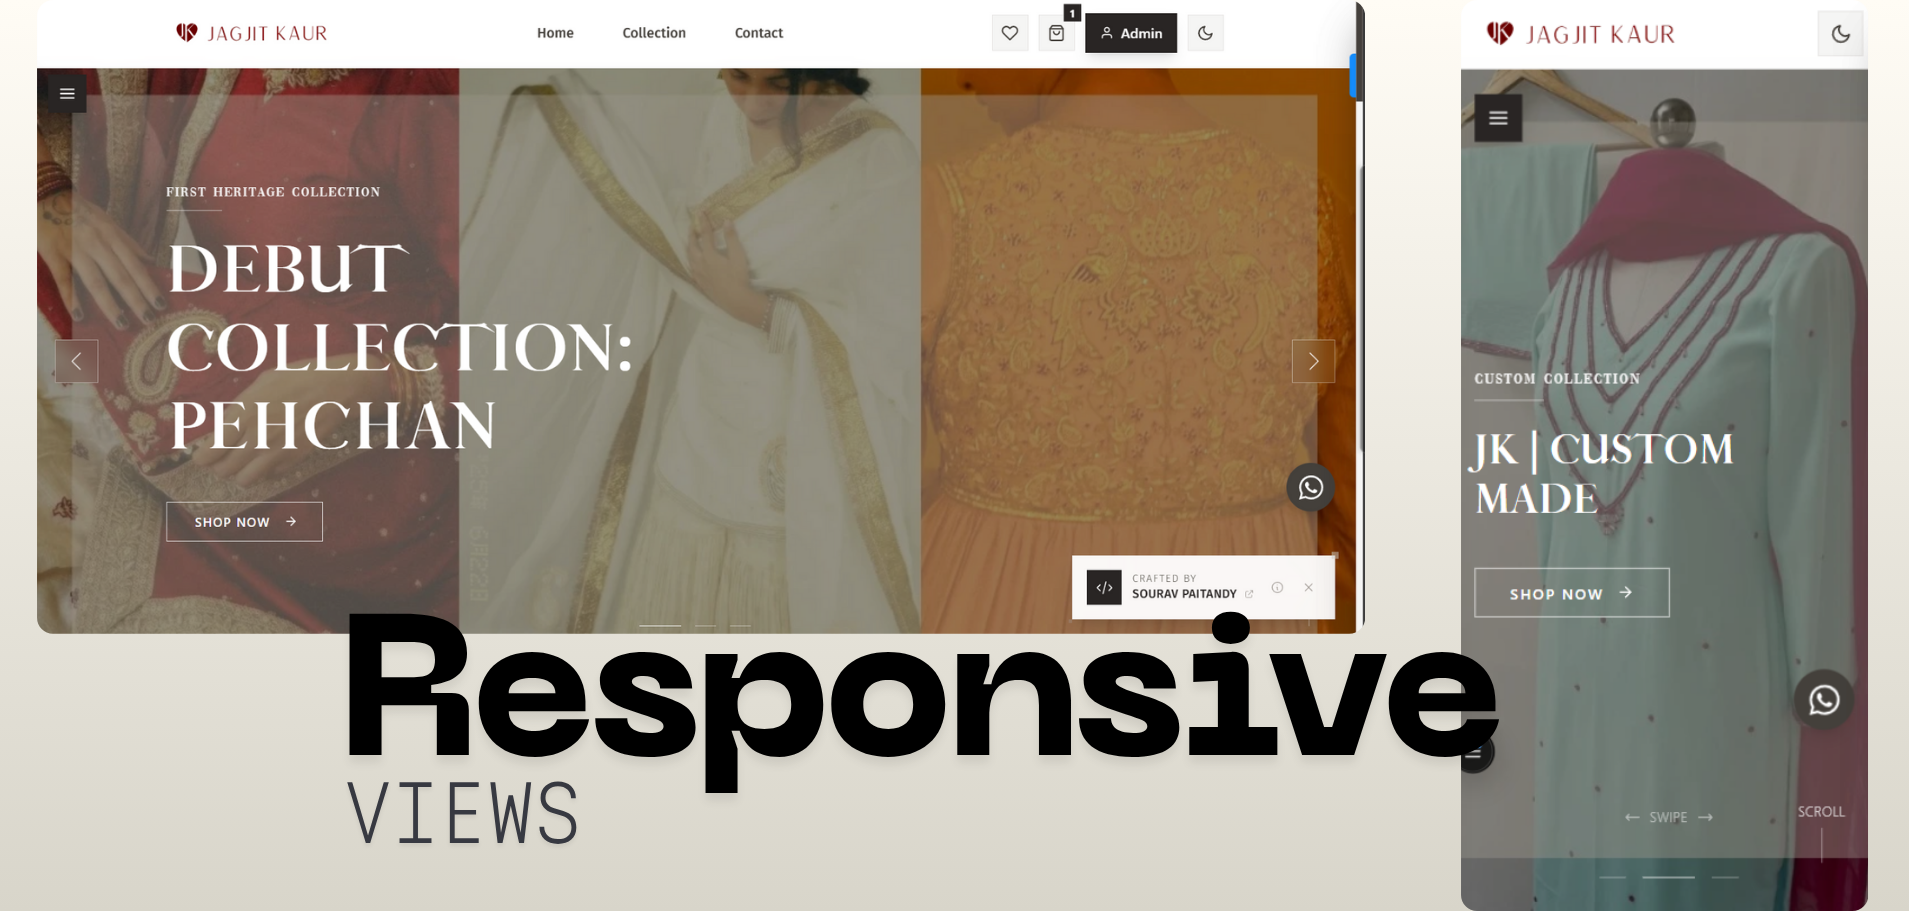 JAGJIT KAUR
Home
Collection
Contact
1
Admin
FIRST HERITAGE COLLECTION
DEBUT
COLLECTION:
PEHCHAN
SHOP NOW
CRAFTED BY
SOURAV PAITANDY
JAGJIT KAUR
CUSTOM COLLECTION
JK | CUSTOM
MADE
SHOP NOW
SWIPE
SCROLL
Responsive
VIEWS